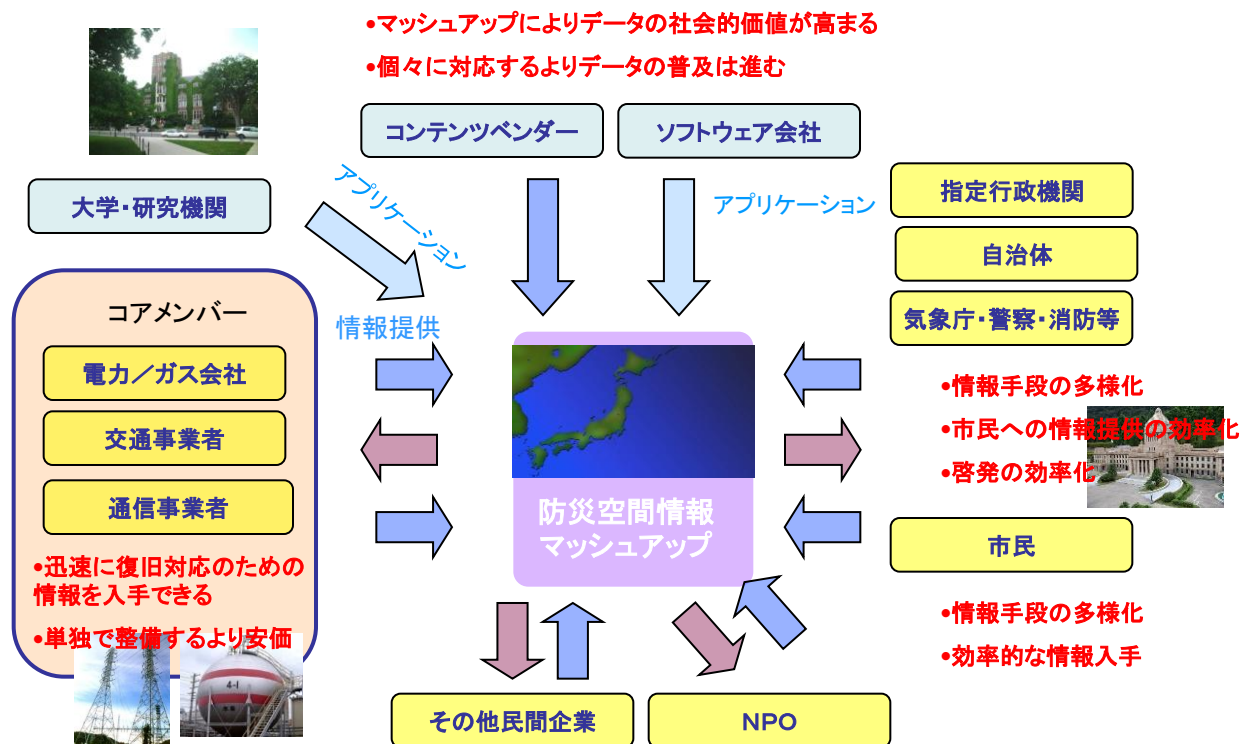 •マッシュアップによりデータの社会的価値が高まる
•個々に対応するよりデータの普及は進む
コンテンツベンダー
ソフトウェア会社
大学・研究機関
アプリケーション
アプリケーション
指定行政機関
自治体
気象庁・警察・消防等
コアメンバー
情報提供
電力／ガス会社
交通事業者
通信事業者
•迅速に復旧対応のための
情報を入手できる
•単独で整備するより安価
4-1
防災空間情報
マッシュアップ
•情報手段の多様化
•市民への情報提供の効率化
•啓発の効率化
市民
•情報手段の多様化
•効率的な情報入手
その他民間企業
NPO